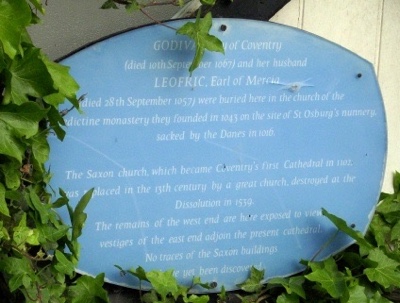 GODIVA, of Coventry
(died 10th September 1067) and her husband
LEOFRIC, Earl of Mercia
died 28th September 1057) were buried here in the church of the
dictine monastery they founded in 1043 on the site of St Osburg's nunnery,
sacked by the Danes in 1016.
The Saxon church, which became Coventry's first Cathedral in 1102,
was replaced in the 13th century by a great church, destroyed at the
Dissolution in 1539.
The remains of the west end are here exposed to view
vestiges of the east end adjoin the present cathedral.
No traces of the Saxon buildings
yet been discovered